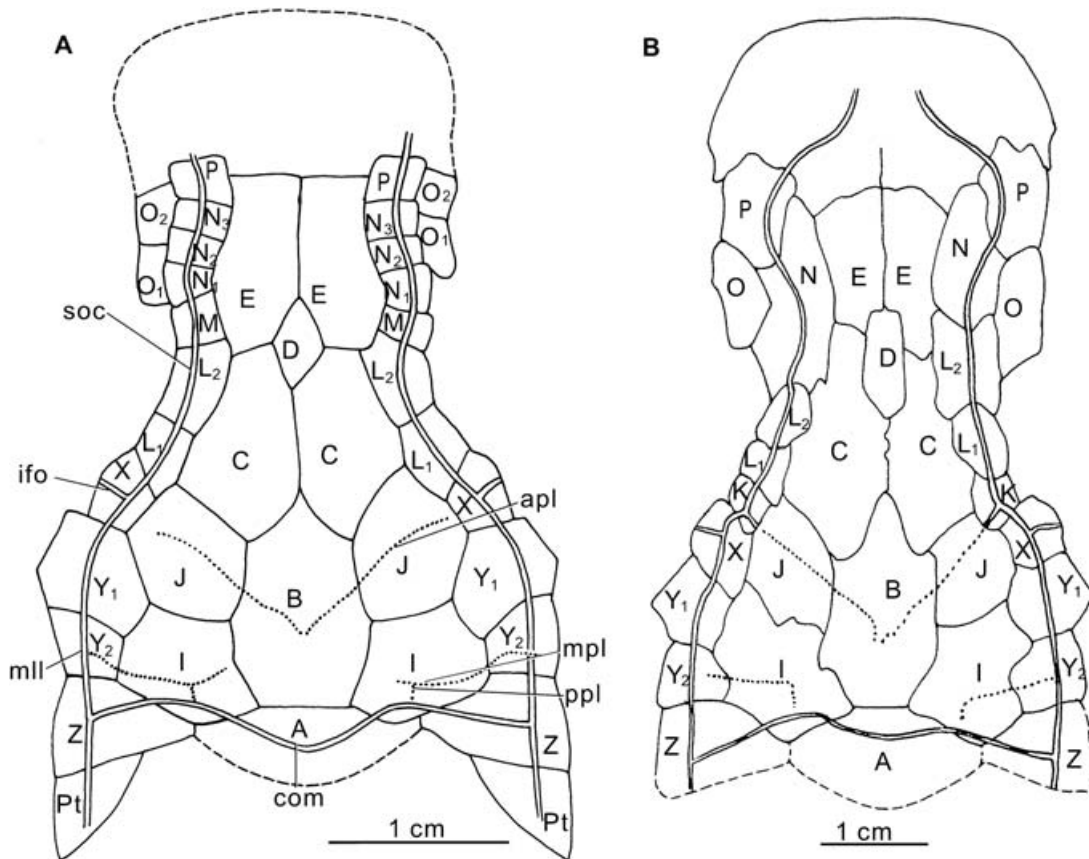 A
B
P
P
O₂
O₂
N₃
N₃
O₁
O₁
N₂
N₂
N₁
N₁
E
E
M
M
soc
L₂
L₂
D
C
C
L₁
L₁
X
X
ifo
apl
J
J
B
Y₁
Y₁
Y₂
Y₂
mll
I
I
mpl
ppl
A
Z
Z
com
Pt
Pt
1 cm
P
P
N
N
E
E
O
O
D
L₂
L₂
C
C
L₁
L₁
K
K
X
X
J
J
B
Y₁
Y₁
Y₂
Y₂
I
I
Z
Z
A
1 cm